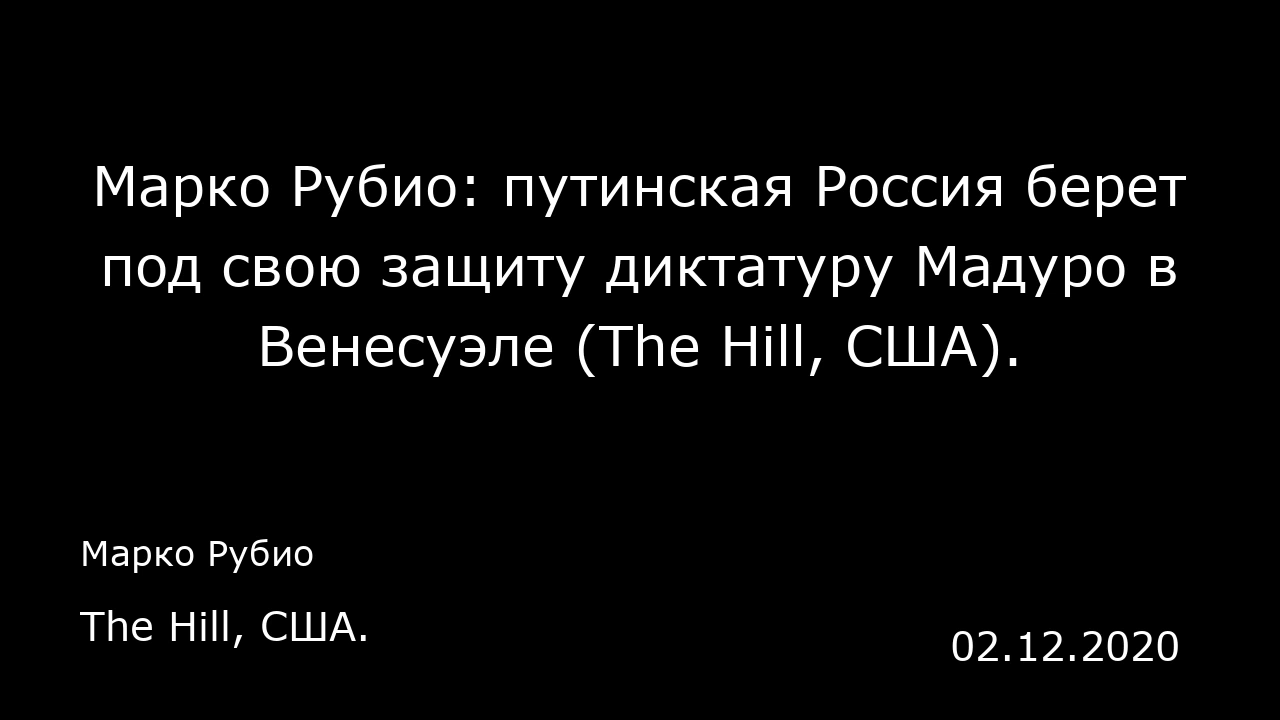 Марко Рубио: путинская Россия берет
под свою защиту диктатуру Мадуро в
Венесуэле (The Hill, США).
Марко Рубио
The Hill, США.
02.12.2020